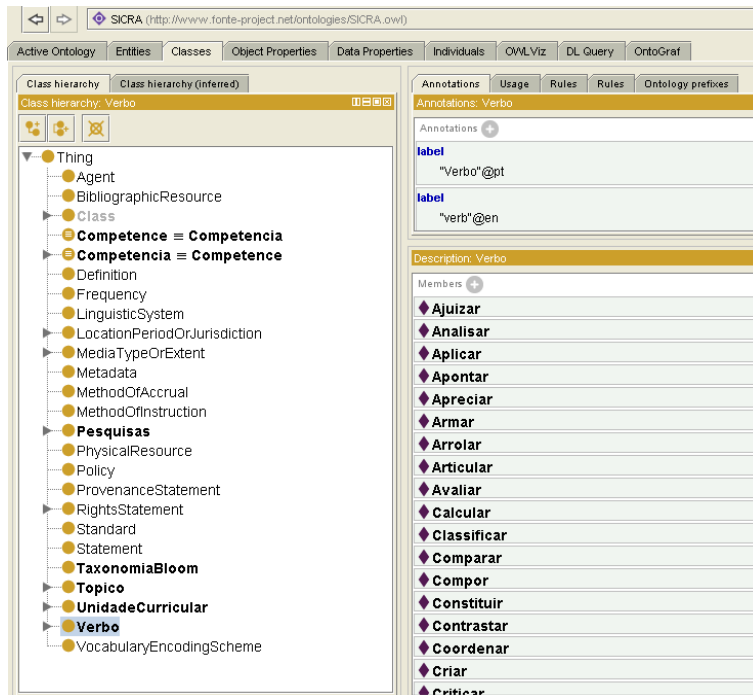 SICRA (http://www.fonte-project.net/ontologies/SICRA.owl)
Active Ontology Entities Classes Object Properties Data Properties Individuals OWLViz DL Query OntoGraf
Class hierarchy Class hierarchy (inferred)
Class hierarchy: Verbo
Thing
Agent
BibliographicResource
Class
Competence ≡ Competencia
Competencia ≡ Competence
Definition
Frequency
LinguisticSystem
LocationPeriodOrJurisdiction
MediaTypeOrExtent
Metadata
MethodOfAccrual
MethodOfInstruction
Pesquisas
PhysicalResource
Policy
ProvenanceStatement
RightsStatement
Standard
Statement
TaxonomiaBloom
Topico
UnidadeCurricular
Verbo
VocabularyEncodingScheme
Annotations Usage Rules Rules Ontology prefixes
Annotations: Verbo
Annotations
label
"Verbo"@pt
label
"verb"@en
Description: Verbo
Members
Ajuizar
Analisar
Aplicar
Apontar
Apreciar
Armar
Arrolar
Articular
Avaliar
Calcular
Classificar
Comparar
Compor
Constituir
Contrastar
Coordenar
Criar
Criticar